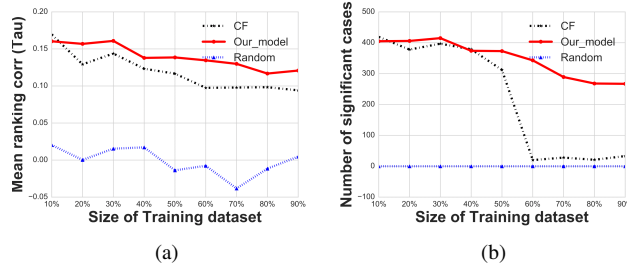 Mean ranking corr (Tau)
0.20
0.15
0.10
0.05
0.00
−0.05
CF
Our_model
Random
10% 20% 30% 40% 50% 60% 70% 80% 90%
Size of Training dataset
(a)
Number of significant cases
500
400
300
200
100
0
−100
CF
Our_model
Random
10% 20% 30% 40% 50% 60% 70% 80% 90%
Size of Training dataset
(b)